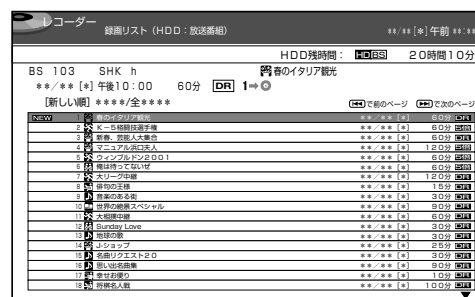 レコーダー
録画リスト（HDD：放送番組） **/**[*]午前**:**
HDD残時間： HD BS 20時間10分
BS 103 SHK h 春のイタリア観光
**/** [*] 午後10：00 60分 DR 1⇒
[新しい順] ****/全**** で前のページ で次のページ
NEW 1 春のイタリア観光 **/** [*] 60分 DR
2 K－5格闘技選手権 **/** [*] 60分
3 新春、芸能人大集合 **/** [*] 60分 DR
4 マニュアル浜口夫人 **/** [*] 120分
5 ウィンブルドン2001 **/** [*] 60分
6 俺は待ってないぜ **/** [*] 60分
7 大リーグ中継 **/** [*] 120分 DR
8 俳句の王様 **/** [*] 15分 DR
9 音楽のある街 **/** [*] 30分 DR
10 世界の絶景スペシャル **/** [*] 90分 DR
11 大相撲中継 **/** [*] 60分 DR
12 Sunday Love **/** [*] 30分 DR
13 地球の歌 **/** [*] 30分 DR
14 J-ショップ **/** [*] 25分 DR
15 名曲リクエスト20 **/** [*] 30分 DR
16 思い出名曲集 **/** [*] 90分 DR
17 幸せお便り **/** [*] 10分 DR
18 将棋名人戦 **/** [*] 100分 DR